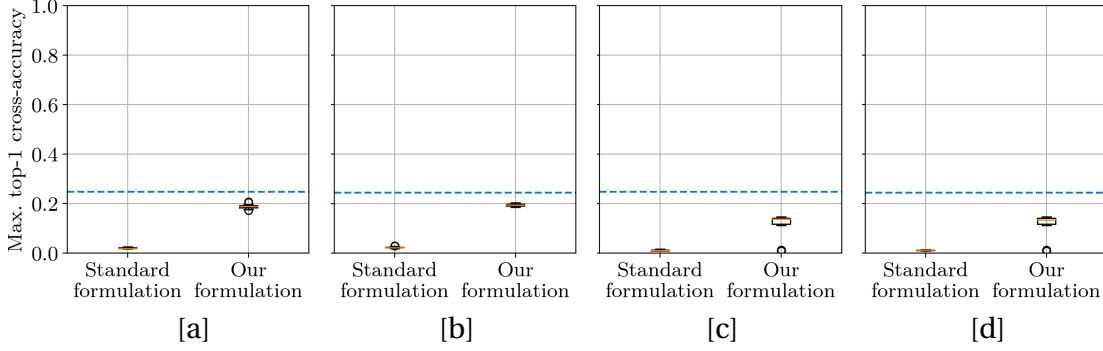 Max. top-1 cross-accuracy
1.0
0.8
0.6
0.4
0.2
0.0
Standard formulation
Our formulation
[a]
Standard formulation
Our formulation
[b]
Standard formulation
Our formulation
[c]
Standard formulation
Our formulation
[d]